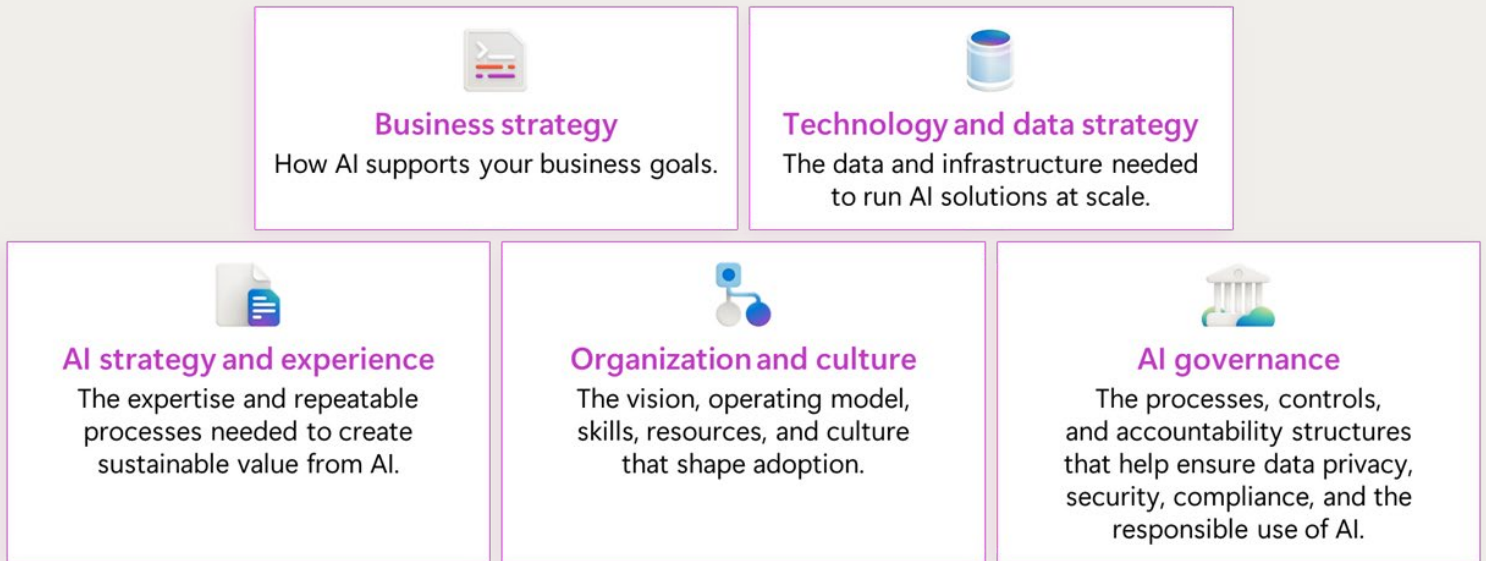 Business strategy
How AI supports your business goals.
Technology and data strategy
The data and infrastructure needed
to run AI solutions at scale.
AI strategy and experience
The expertise and repeatable
processes needed to create
sustainable value from AI.
Organization and culture
The vision, operating model,
skills, resources, and culture
that shape adoption.
AI governance
The processes, controls,
and accountability structures
that help ensure data privacy,
security, compliance, and the
responsible use of AI.